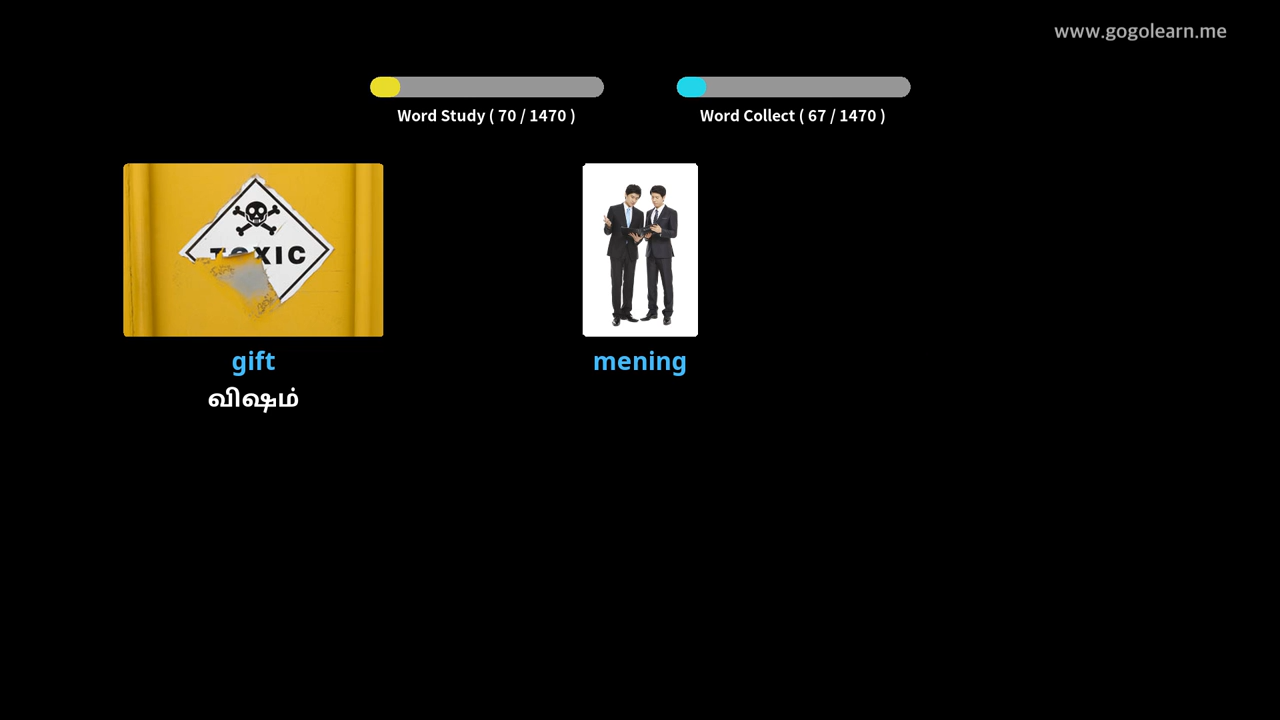 www.gogolearn.me
Word Study ( 70 / 1470 )
Word Collect ( 67 / 1470 )
TOXIC
gift
mening
விஷம்